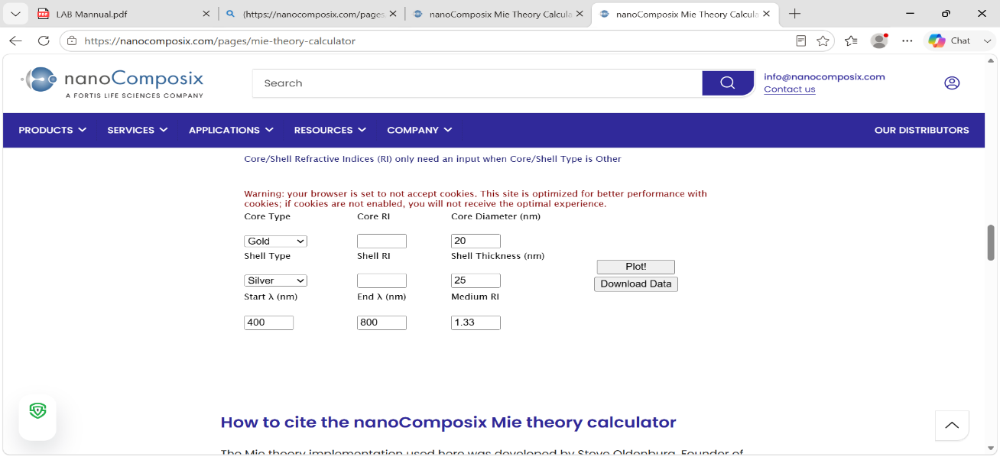 LAB Mannual.pdf
(https://nanocomposix.com/pages
nanoComposix Mie Theory Calcula
nanoComposix Mie Theory Calcula
https://nanocomposix.com/pages/mie-theory-calculator
Chat
nanoComposix
A FORTIS LIFE SCIENCES COMPANY
Search
info@nanocomposix.com
Contact us
PRODUCTS SERVICES APPLICATIONS RESOURCES COMPANY OUR DISTRIBUTORS
Core/Shell Refractive Indices (RI) only need an input when Core/Shell Type is Other
Warning: your browser is set to not accept cookies. This site is optimized for better performance with
cookies; if cookies are not enabled, you will not receive the optimal experience.
Core Type Core RI Core Diameter (nm)
Gold 20
Shell Type Shell RI Shell Thickness (nm)
Plot!
Silver 25
Download Data
Start λ (nm) End λ (nm) Medium RI
400 800 1.33
How to cite the nanoComposix Mie theory calculator
The Mie theory implementation used here was developed by Steve Oldenburg, Founder of